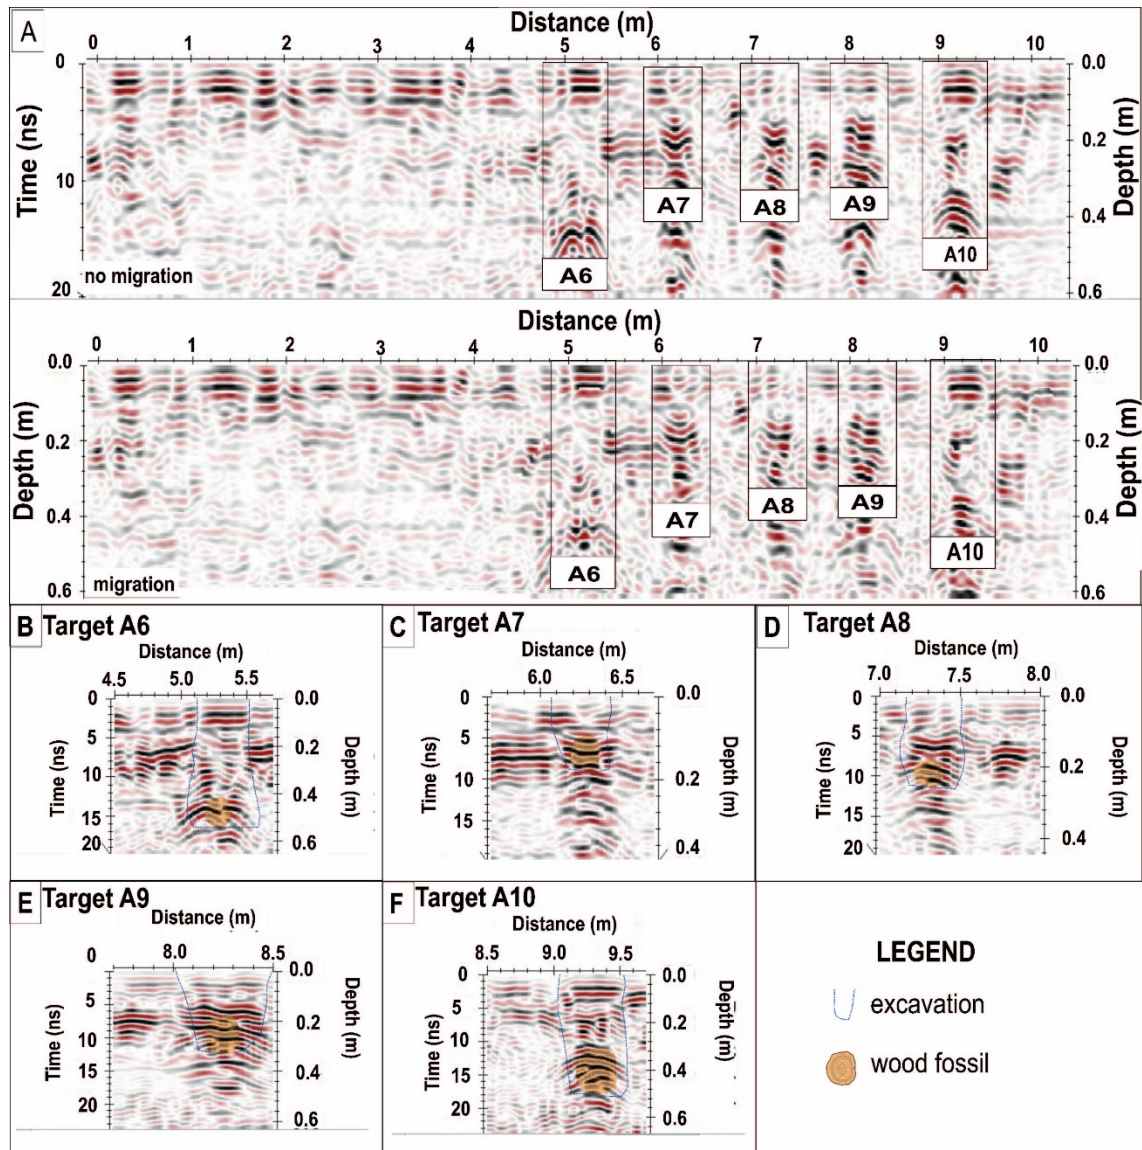 A
Distance (m)
0 1 2 3 4 5 6 7 8 9 10
Time (ns)
0
10
20
Depth (m)
0.0
0.2
0.4
0.6
A6
A7
A8
A9
A10
no migration
Distance (m)
0 1 2 3 4 5 6 7 8 9 10
Depth (m)
0.0
0.2
0.4
0.6
Depth (m)
0.0
0.2
0.4
0.6
A6
A7
A8
A9
A10
migration
B Target A6
Distance (m)
4.5 5.0 5.5
Time (ns)
0
5
10
15
20
Depth (m)
0.0
0.2
0.4
0.6
C Target A7
Distance (m)
6.0 6.5
Time (ns)
0
5
10
15
Depth (m)
0.0
0.2
0.4
D Target A8
Distance (m)
7.0 7.5 8.0
Time (ns)
0
5
10
15
20
Depth (m)
0.0
0.2
0.4
E Target A9
Distance (m)
8.0 8.5
Time (ns)
0
5
10
15
20
Depth (m)
0.0
0.2
0.4
0.6
F Target A10
Distance (m)
8.5 9.0 9.5
Time (ns)
0
5
10
15
20
Depth (m)
0.0
0.2
0.4
0.6
LEGEND
excavation
wood fossil